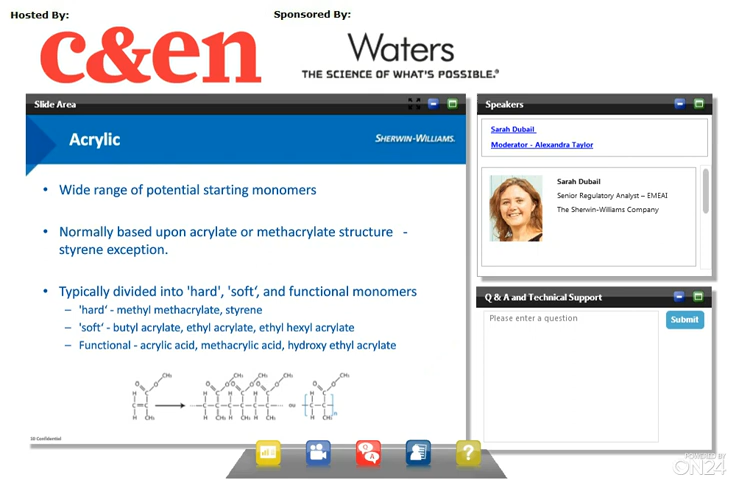 Hosted By:
Sponsored By:
c&en
Waters
THE SCIENCE OF WHAT'S POSSIBLE.®
Slide Area
Acrylic
SHERWIN-WILLIAMS.
• Wide range of potential starting monomers
• Normally based upon acrylate or methacrylate structure -
styrene exception.
• Typically divided into 'hard', 'soft', and functional monomers
– 'hard' - methyl methacrylate, styrene
– 'soft' - butyl acrylate, ethyl acrylate, ethyl hexyl acrylate
– Functional - acrylic acid, methacrylic acid, hydroxy ethyl acrylate
10 Confidential
Speakers
Sarah Dubail
Moderator - Alexandra Taylor
Sarah Dubail
Senior Regulatory Analyst – EMEAI
The Sherwin-Williams Company
Q & A and Technical Support
Please enter a question
Submit
Q
A
?
POWERED BY
ON24